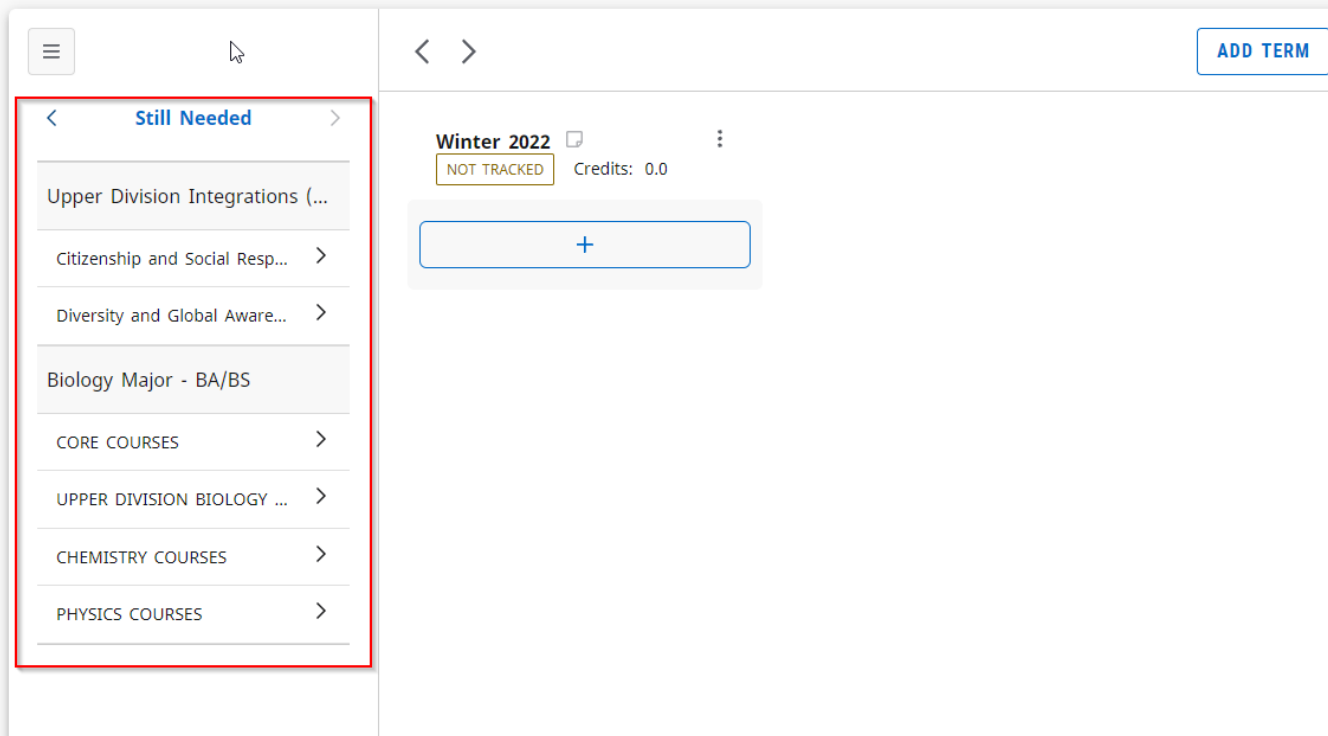 Still Needed
Upper Division Integrations (...
Citizenship and Social Resp...
Diversity and Global Aware...
Biology Major - BA/BS
CORE COURSES
UPPER DIVISION BIOLOGY ...
CHEMISTRY COURSES
PHYSICS COURSES
ADD TERM
Winter 2022
NOT TRACKED Credits: 0.0
+